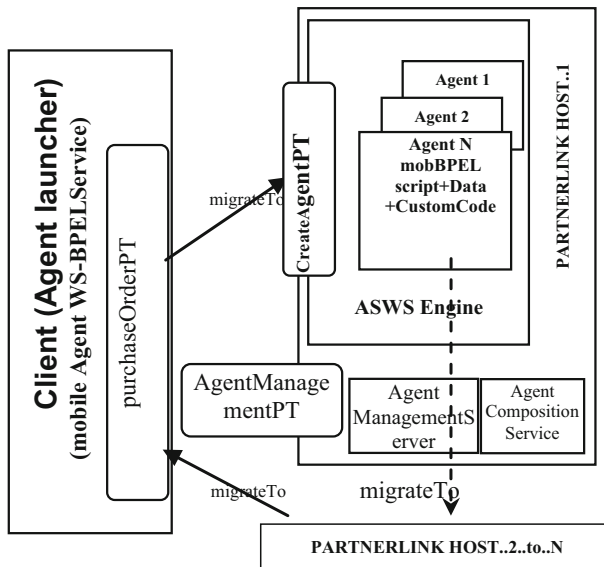 Client (Agent launcher)
(mobile Agent WS-BPELService)
purchaseOrderPT
migrateTo
CreateAgentPT
Agent 1
Agent 2
Agent N
mobBPEL
script+Data
+CustomCode
ASWS Engine
PARTNERLINK HOST..1
AgentManage
mentPT
Agent
ManagementS
erver
Agent
Composition
Service
migrateTo
migrateTo
PARTNERLINK HOST..2..to..N